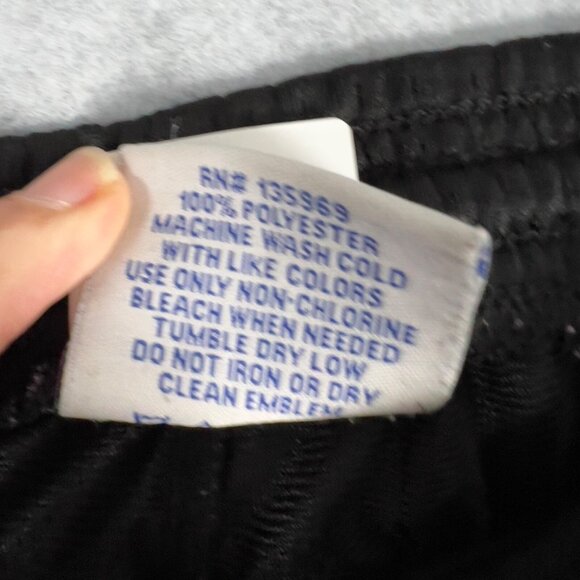 RN# 135969
100% POLYESTER
MACHINE WASH COLD
WITH LIKE COLORS
USE ONLY NON-CHLORINE
BLEACH WHEN NEEDED
TUMBLE DRY LOW
DO NOT IRON OR DRY
CLEAN EMBLEM